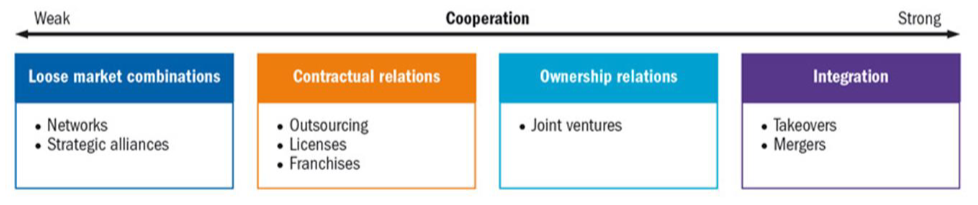 Weak Cooperation Strong
Loose market combinations
• Networks
• Strategic alliances
Contractual relations
• Outsourcing
• Licenses
• Franchises
Ownership relations
• Joint ventures
Integration
• Takeovers
• Mergers